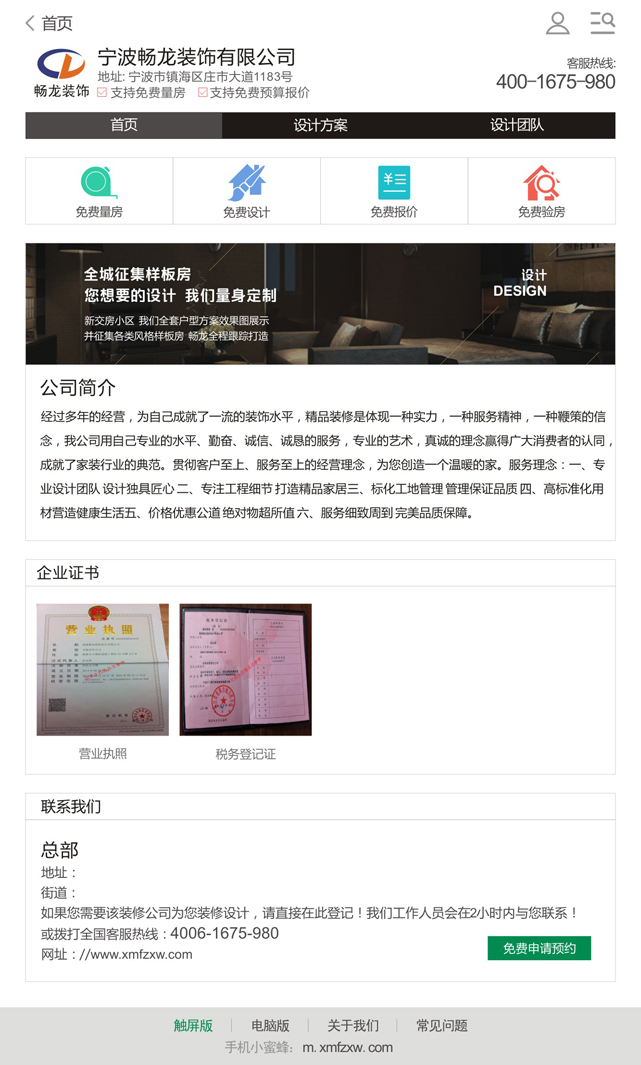 首页
宁波畅龙装饰有限公司
地址: 宁波市镇海区庄市大道1183号
支持免费量房 支持免费预算报价
畅龙装饰
客服热线:
400-1675-980
首页 设计方案 设计团队
免费量房 免费设计 免费报价 免费验房
全城征集样板房
您想要的设计 我们量身定制
新交房小区 我们全套户型方案效果图展示
并征集各类风格样板房 畅龙全程跟踪打造
设计
DESIGN
公司简介
经过多年的经营，为自己成就了一流的装饰水平，精品装修是体现一种实力，一种服务精神，一种鞭策的信
念，我公司用自己专业的水平、勤奋、诚信、诚恳的服务，专业的艺术，真诚的理念赢得广大消费者的认同，
成就了家装行业的典范。贯彻客户至上、服务至上的经营理念，为您创造一个温暖的家。服务理念：一、专
业设计团队 设计独具匠心 二、专注工程细节 打造精品家居三、标化工地管理 管理保证品质 四、高标准化用
材营造健康生活五、价格优惠公道 绝对物超所值 六、服务细致周到 完美品质保障。
企业证书
营业执照
营业执照 税务登记证
联系我们
总部
地址：
街道：
如果您需要该装修公司为您装修设计，请直接在此登记！我们工作人员会在2小时内与您联系！
或拨打全国客服热线：4006-1675-980
网址：//www.xmfzxw.com
免费申请预约
触屏版 电脑版 关于我们 常见问题
手机小蜜蜂: m. xmfzxw. com